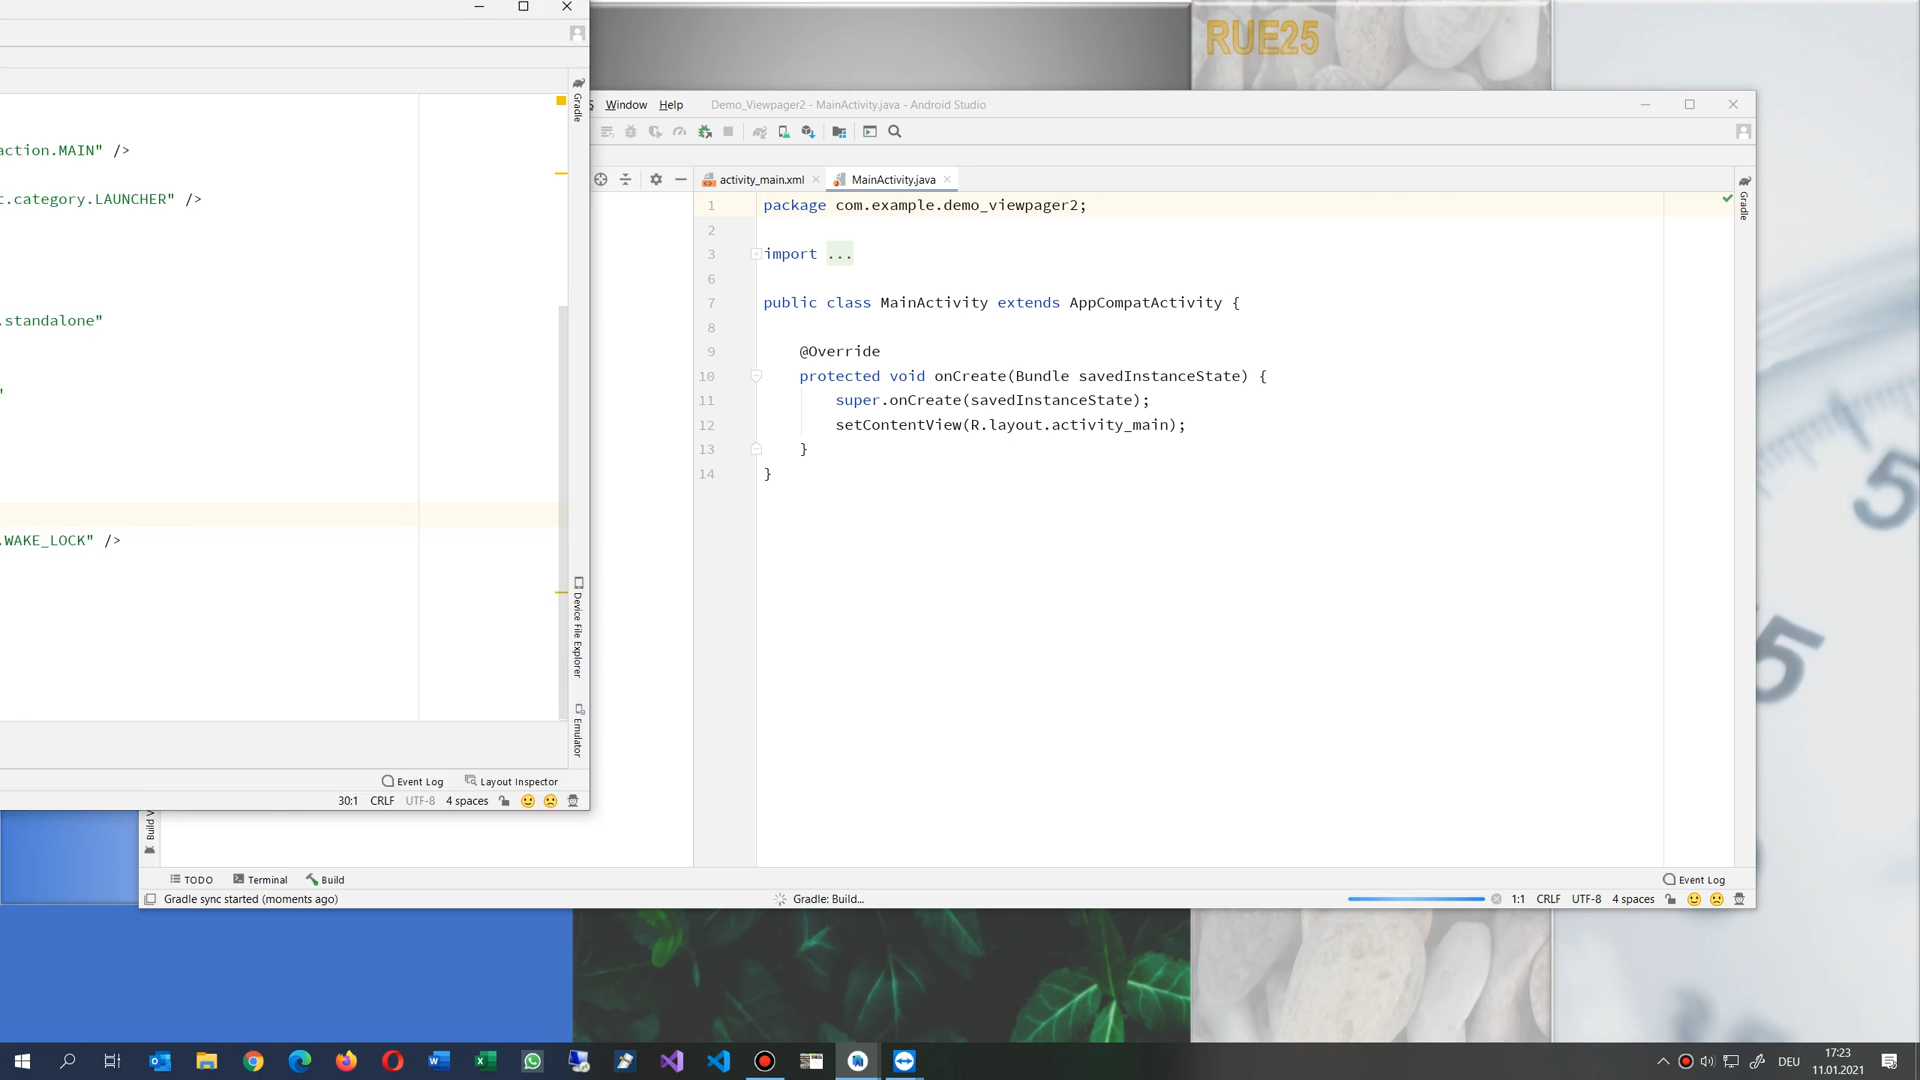 RUE25
Gradle
action.MAIN" />
t.category.LAUNCHER" />
.standalone"
"
.WAKE_LOCK" />
Device File Explorer
Emulator
Event Log
Layout Inspector
30:1 CRLF UTF-8 4 spaces
Window Help Demo_Viewpager2 - MainActivity.java - Android Studio
activity_main.xml
MainActivity.java
Gradle
1 package com.example.demo_viewpager2;
2
3 import ...
6
7 public class MainActivity extends AppCompatActivity {
8
9 @Override
10 protected void onCreate(Bundle savedInstanceState) {
11 super.onCreate(savedInstanceState);
12 setContentView(R.layout.activity_main);
13 }
14 }
Build
TODO Terminal Build Event Log
Gradle sync started (moments ago) Gradle: Build... 1:1 CRLF UTF-8 4 spaces
5
5
DEU
17:23
11.01.2021